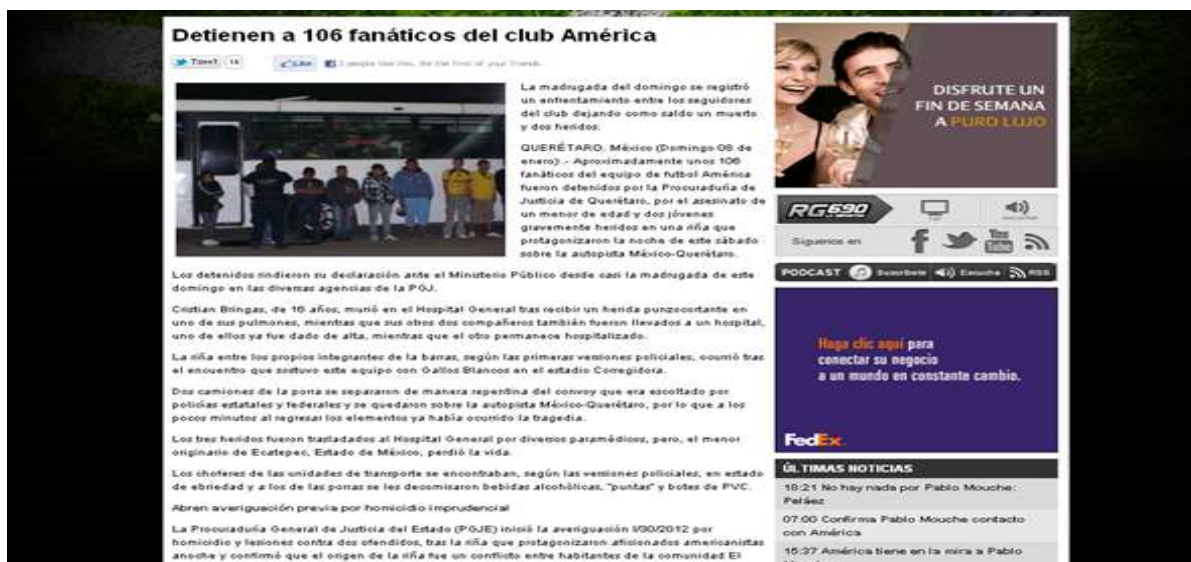 Detienen a 106 fanáticos del club América
Tweet 16
Like
3 people like this. Be the first of your friends.
La madrugada del domingo se registró
un enfrentamiento entre los seguidores
del club dejando como saldo un muerto
y dos heridos.
QUERÉTARO, México (Domingo 08 de
enero).- Aproximadamente unos 106
fanáticos del equipo de futbol América
fueron detenidos por la Procuraduría de
Justicia de Querétaro, por el asesinato de
un menor de edad y dos jóvenes
gravemente heridos en una riña que
protagonizaron la noche de este sábado
sobre la autopista México-Querétaro.
Los detenidos rindieron su declaración ante el Ministerio Público desde casi la madrugada de este
domingo en las diversas agencias de la PGJ.
Cristian Bringas, de 16 años, murió en el Hospital General tras recibir un herida punzocortante en
uno de sus pulmones, mientras que sus otros dos compañeros también fueron llevados a un hospital,
uno de ellos ya fue dado de alta, mientras que el otro permanece hospitalizado.
La riña entre los propios integrantes de la barras, según las primeras versiones policiales, ocurrió tras
el encuentro que sostuvo este equipo con Gallos Blancos en el estadio Corregidora.
Dos camiones de la porra se separaron de manera repentina del convoy que era escoltado por
policías estatales y federales y se quedaron sobre la autopista México-Querétaro, por lo que a los
pocos minutos al regresar los elementos ya había ocurrido la tragedia.
Los tres heridos fueron trasladados al Hospital General por diversos paramédicos, pero, el menor
originario de Ecatepec, Estado de México, perdió la vida.
Los choferes de las unidades de transporte se encontraban, según las versiones policiales, en estado
de ebriedad y a los de las porras se les decomisaron bebidas alcohólicas, "puntas" y botes de PVC.
Abren averiguación previa por homicidio imprudencial
La Procuraduría General de Justicia del Estado (PGJE) inició la averiguación I/30/2012 por
homicidio y lesiones contra dos ofendidos, tras la riña que protagonizaron aficionados americanistas
anoche y confirmó que el origen de la riña fue un conflicto entre habitantes de la comunidad El
DISFRUTE UN
FIN DE SEMANA
A PURO LUJO
RG690
Síguenos en
You Tube
PODCAST Suscríbete Escucha RSS
Haga clic aquí para
conectar su negocio
a un mundo en constante cambio.
FedEx
ÚLTIMAS NOTICIAS
18:21 No hay nada por Pablo Mouche:
Peláez
07:00 Confirma Pablo Mouche contacto
con América
15:37 América tiene en la mira a Pablo